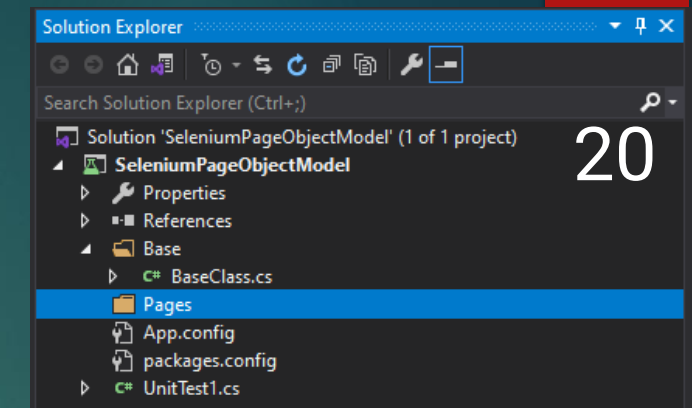 Solution Explorer
Search Solution Explorer (Ctrl+;)
Solution 'SeleniumPageObjectModel' (1 of 1 project)
20
SeleniumPageObjectModel
Properties
References
Base
C# BaseClass.cs
Pages
App.config
packages.config
C# UnitTest1.cs